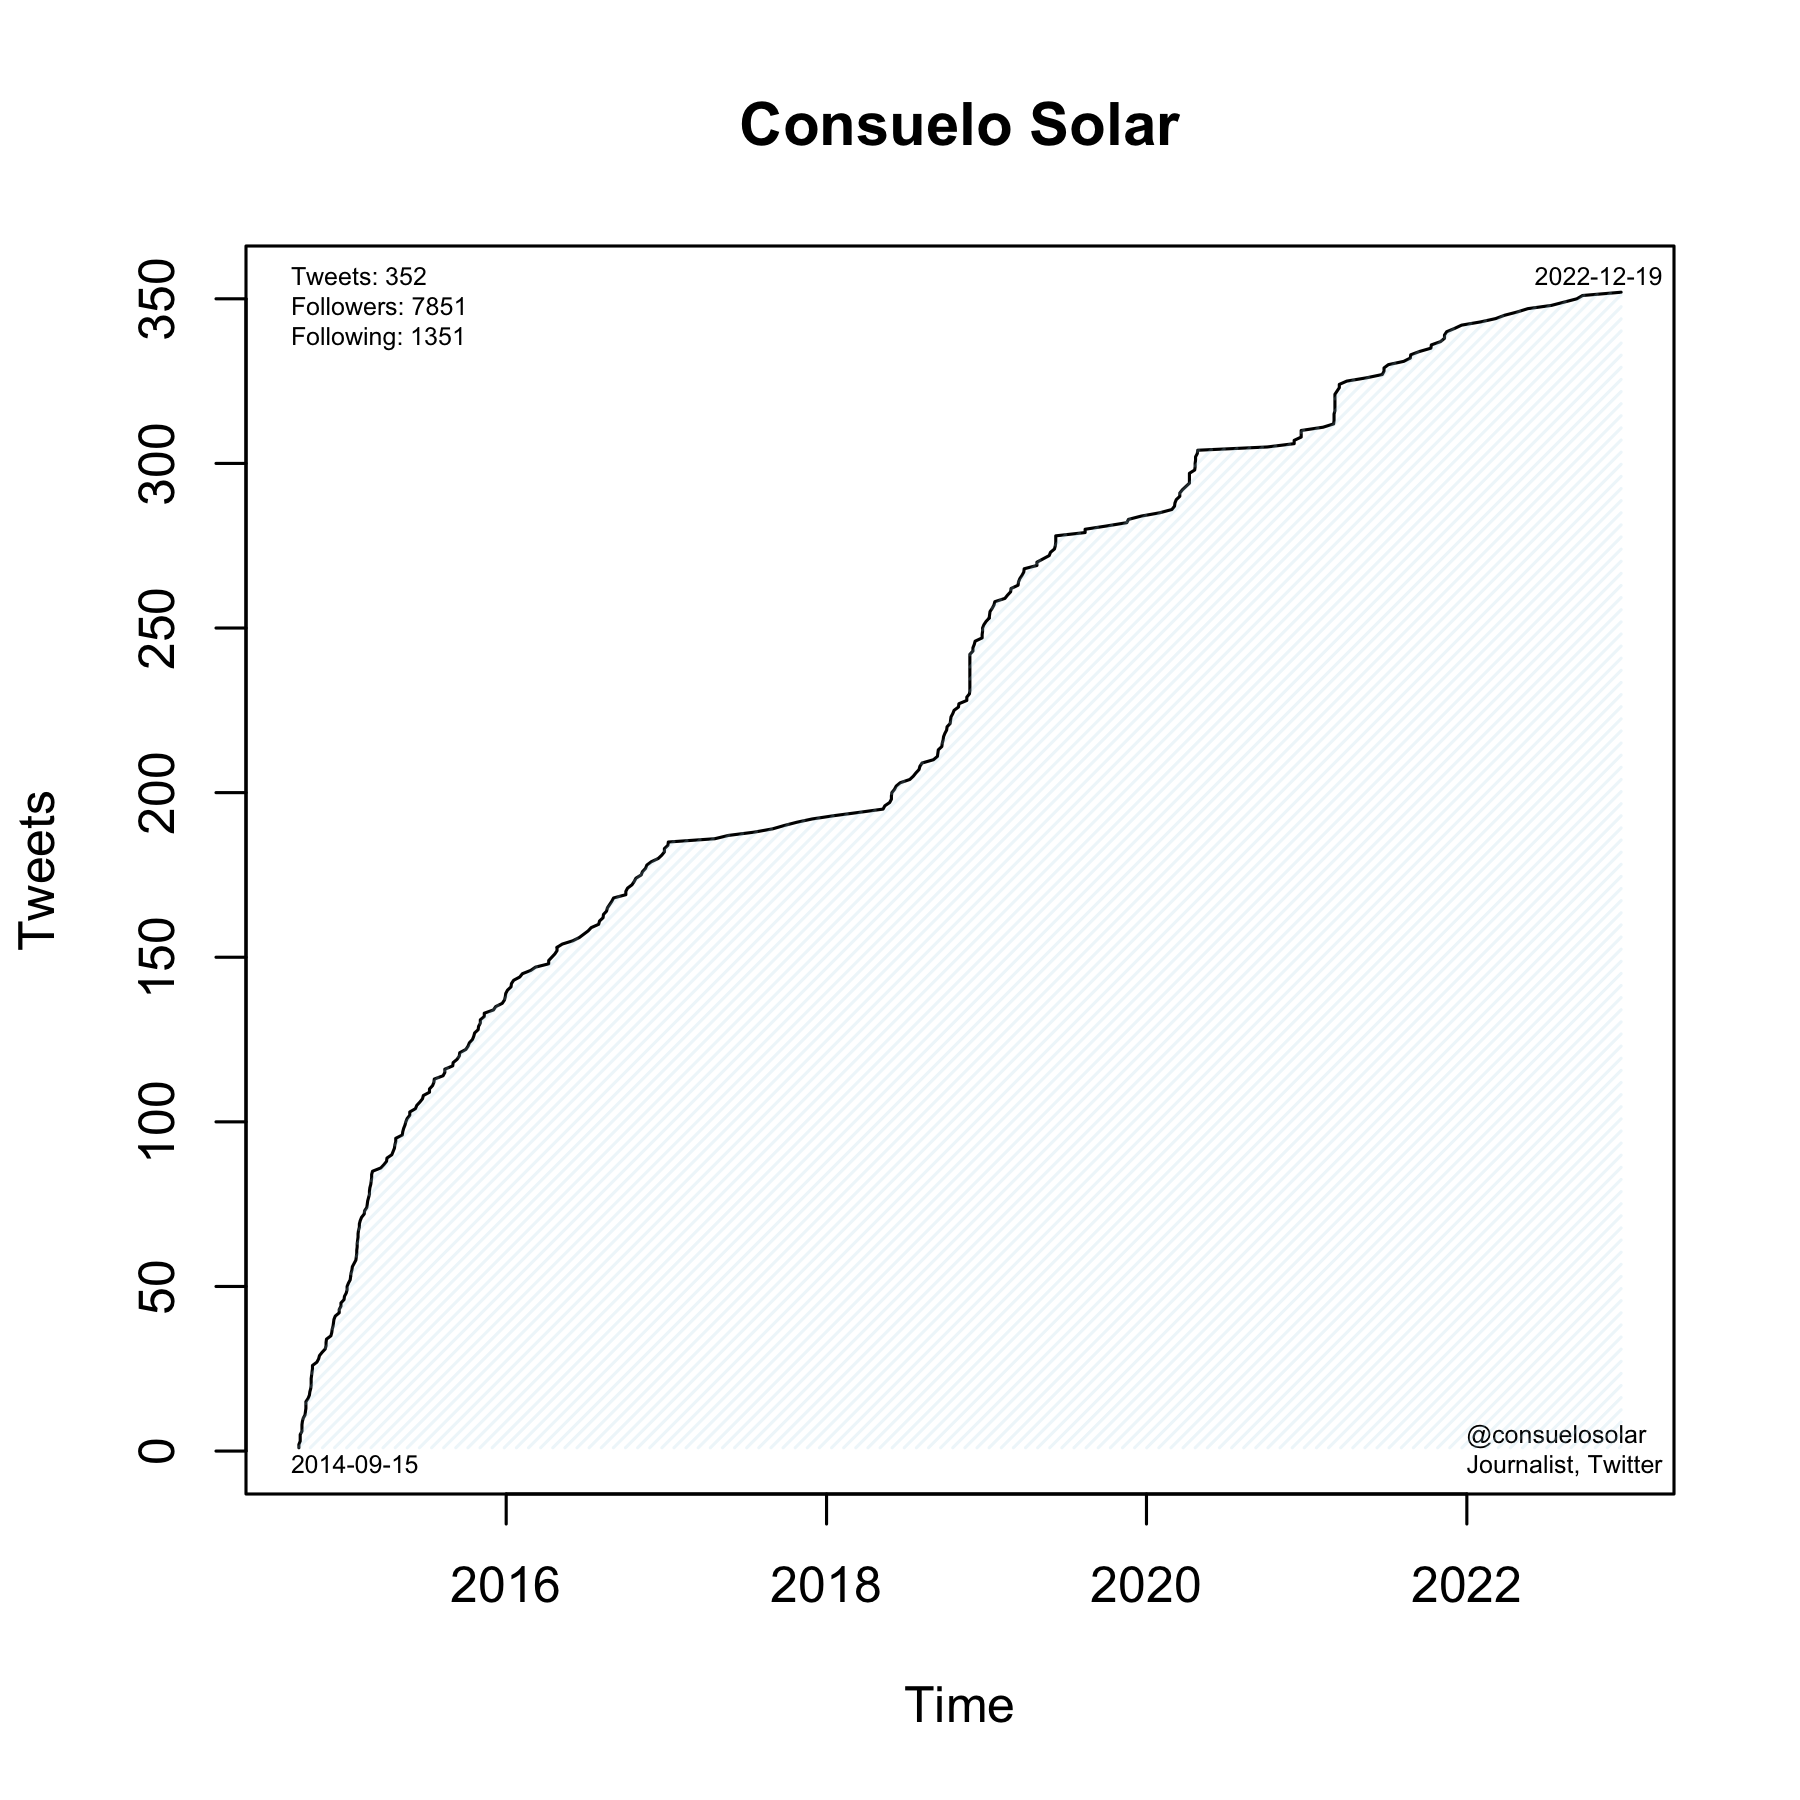 Consuelo Solar
Tweets: 352
Followers: 7851
Following: 1351
2022-12-19
350
300
250
200
150
100
50
0
Tweets
@consuelosolar
Journalist, Twitter
2014-09-15
2016
2018
2020
2022
Time